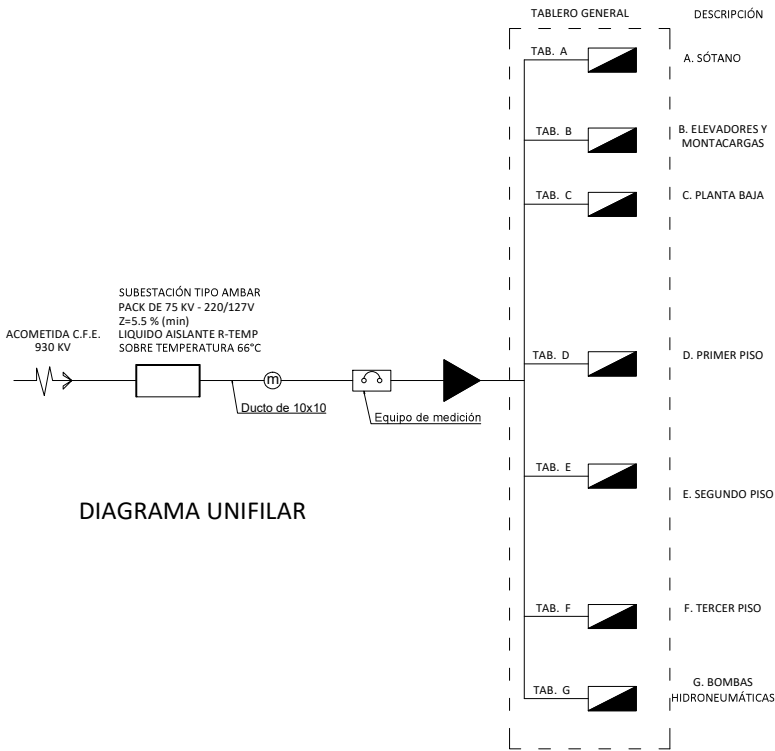 TABLERO GENERAL
DESCRIPCIÓN
TAB. A
A. SÓTANO
TAB. B
B. ELEVADORES Y
MONTACARGAS
TAB. C
C. PLANTA BAJA
SUBESTACIÓN TIPO AMBAR
PACK DE 75 KV - 220/127V
Z=5.5 % (min)
LIQUIDO AISLANTE R-TEMP
SOBRE TEMPERATURA 66°C
ACOMETIDA C.F.E.
930 KV
m
Ducto de 10x10
Equipo de medición
TAB. D
D. PRIMER PISO
TAB. E
E. SEGUNDO PISO
DIAGRAMA UNIFILAR
TAB. F
F. TERCER PISO
TAB. G
G. BOMBAS
HIDRONEUMÁTICAS